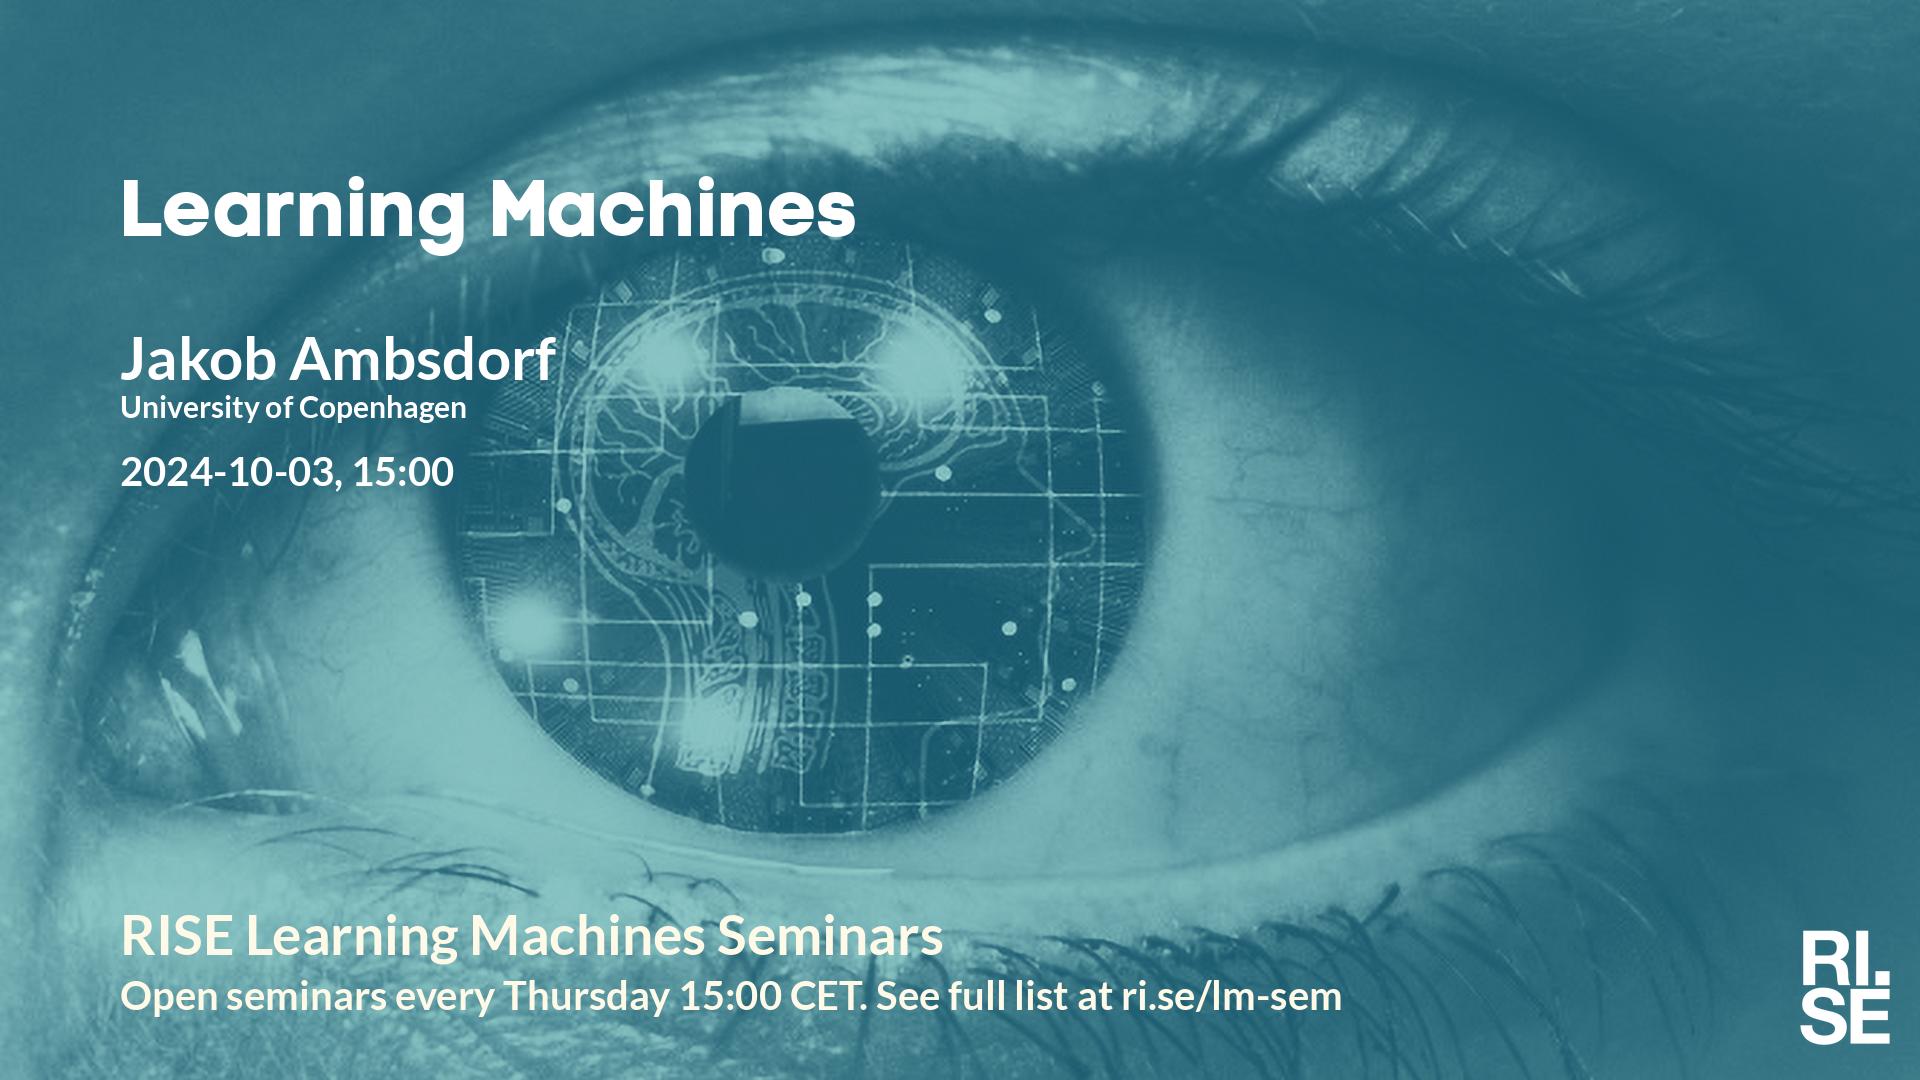 Learning Machines
Jakob Ambsdorf
University of Copenhagen
2024-10-03, 15:00
RISE Learning Machines Seminars
Open seminars every Thursday 15:00 CET. See full list at ri.se/lm-sem
RI.
SE